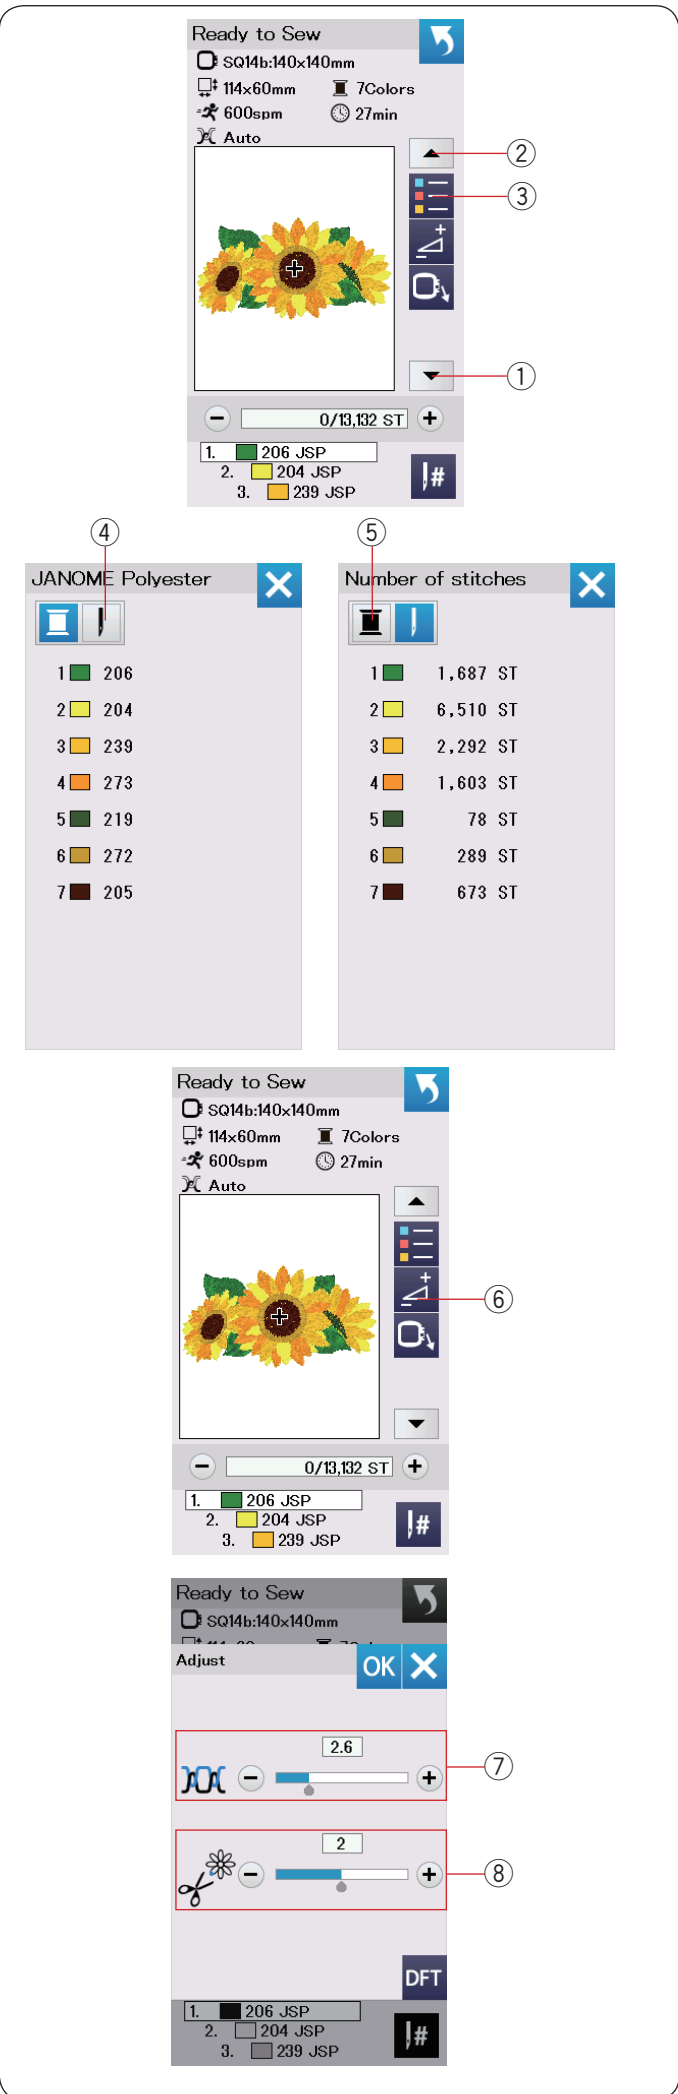 Ready to Sew
SQ14b:140x140mm
114x60mm 7Colors
600spm 27min
Auto
②
③
①
0/13,132 ST
1. 206 JSP
2. 204 JSP
3. 239 JSP
#
④ ⑤
JANOME Polyester
1 206
2 204
3 239
4 273
5 219
6 272
7 205
Number of stitches
1 1,687 ST
2 6,510 ST
3 2,292 ST
4 1,603 ST
5 78 ST
6 289 ST
7 673 ST
Ready to Sew
SQ14b:140x140mm
114x60mm 7Colors
600spm 27min
Auto
⑥
0/13,132 ST
1. 206 JSP
2. 204 JSP
3. 239 JSP
#
Ready to Sew
SQ14b:140x140mm
Adjust OK
2.6
⑦
2
⑧
DFT
1. 206 JSP
2. 204 JSP
3. 239 JSP
#